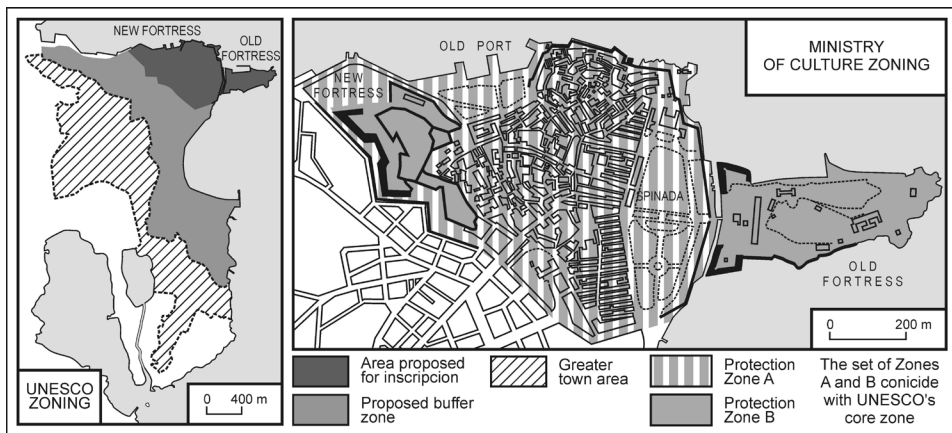 NEW FORTRESS
OLD
FORTRESS
UNESCO
ZONING
0 400 m
OLD PORT
NEW
FORTRESS
SPINADA
OLD
FORTRESS
MINISTRY
OF CULTURE ZONING
0 200 m
Area proposed
for inscripcion
Proposed buffer
zone
Greater
town area
Protection
Zone A
Protection
Zone B
The set of Zones
A and B conicide
with UNESCO's
core zone